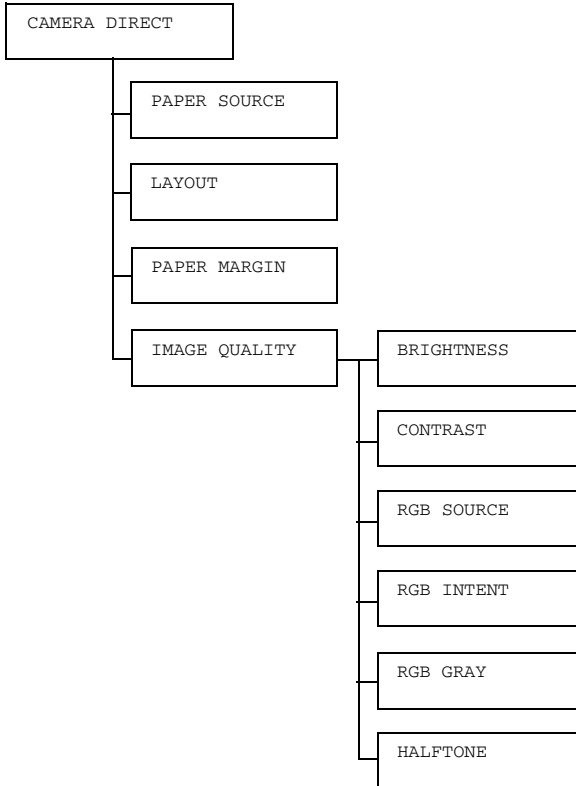 CAMERA DIRECT
PAPER SOURCE
LAYOUT
PAPER MARGIN
IMAGE QUALITY
BRIGHTNESS
CONTRAST
RGB SOURCE
RGB INTENT
RGB GRAY
HALFTONE